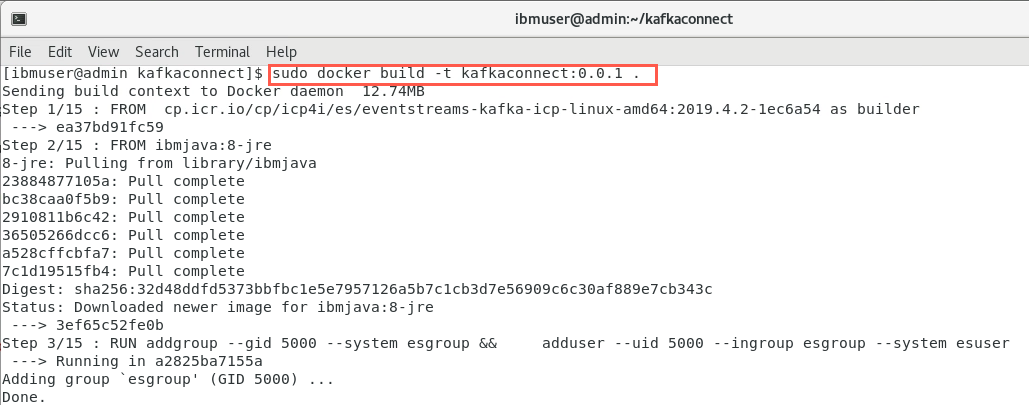 ibmuser@admin:~/kafkaconnect
File Edit View Search Terminal Help
[ibmuser@admin kafkaconnect]$ sudo docker build -t kafkaconnect:0.0.1 .
Sending build context to Docker daemon  12.74MB
Step 1/15 : FROM  cp.icr.io/cp/icp4i/es/eventstreams-kafka-icp-linux-amd64:2019.4.2-1ec6a54 as builder
 ---> ea37bd91fc59
Step 2/15 : FROM ibmjava:8-jre
8-jre: Pulling from library/ibmjava
23884877105a: Pull complete
bc38caa0f5b9: Pull complete
2910811b6c42: Pull complete
36505266dcc6: Pull complete
a528cffcbfa7: Pull complete
7c1d19515fb4: Pull complete
Digest: sha256:32d48ddfd5373bbfbc1e5e7957126a5b7c1cb3d7e56909c6c30af889e7cb343c
Status: Downloaded newer image for ibmjava:8-jre
 ---> 3ef65c52fe0b
Step 3/15 : RUN addgroup --gid 5000 --system esgroup &&     adduser --uid 5000 --ingroup esgroup --system esuser
 ---> Running in a2825ba7155a
Adding group `esgroup' (GID 5000) ...
Done.